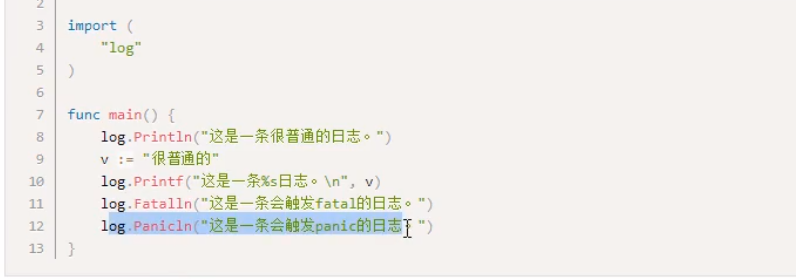 2
3 import (
4     "log"
5 )
6
7 func main() {
8     log.Println("这是一条很普通的日志。")
9     v := "很普通的"
10     log.Printf("这是一条%s日志。\n", v)
11     log.Fatalln("这是一条会触发fatal的日志。")
12     log.Panicln("这是一条会触发panic的日志。")
13 }